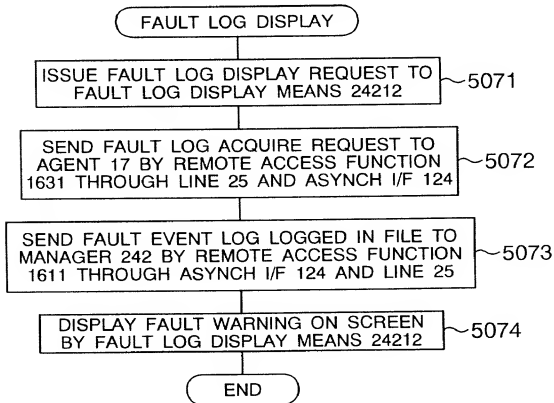 FAULT LOG DISPLAY
ISSUE FAULT LOG DISPLAY REQUEST TO
FAULT LOG DISPLAY MEANS 24212
5071
SEND FAULT LOG ACQUIRE REQUEST TO
AGENT 17 BY REMOTE ACCESS FUNCTION
1631 THROUGH LINE 25 AND ASYNCH I/F 124
5072
SEND FAULT EVENT LOG LOGGED IN FILE TO
MANAGER 242 BY REMOTE ACCESS FUNCTION
1611 THROUGH ASYNCH I/F 124 AND LINE 25
5073
DISPLAY FAULT WARNING ON SCREEN
BY FAULT LOG DISPLAY MEANS 24212
5074
END